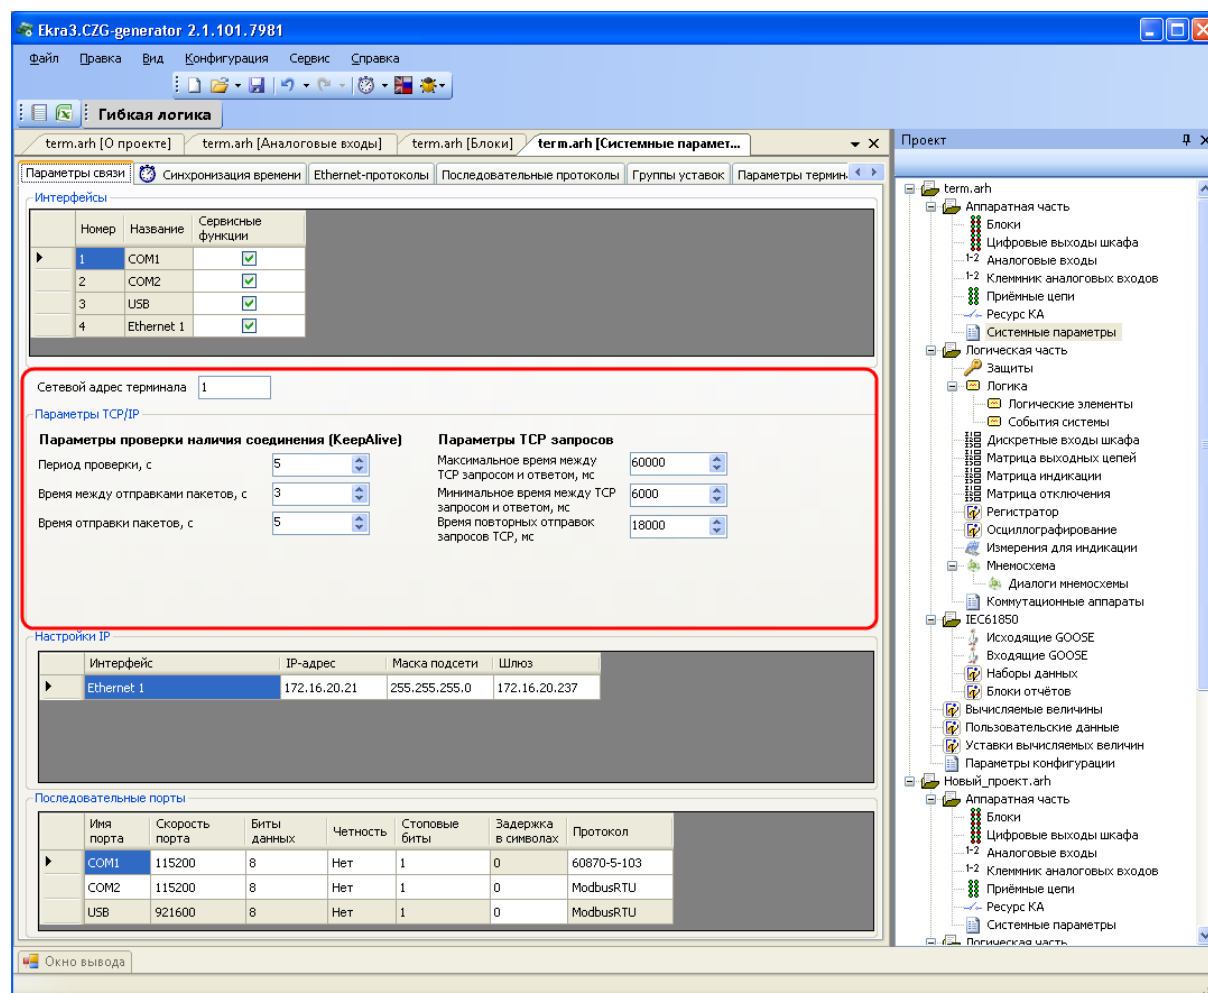 Ekra3.CZG-generator 2.1.101.7981
Файл Правка Вид Конфигурация Сервис Справка
Гибкая логика
term.arh [О проекте] term.arh [Аналоговые входы] term.arh [Блоки] term.arh [Системные парамет...
Параметры связи Синхронизация времени Ethernet-протоколы Последовательные протоколы Группы уставок Параметры термин
Интерфейсы
Номер Название Сервисные функции
1 COM1
2 COM2
3 USB
4 Ethernet 1
Сетевой адрес терминала 1
Параметры TCP/IP
Параметры проверки наличия соединения (KeepAlive)
Период проверки, с 5
Время между отправками пакетов, с 3
Время отправки пакетов, с 5
Параметры TCP запросов
Максимальное время между
TCP запросом и ответом, мс 60000
Минимальное время между TCP
запросом и ответом, мс 6000
Время повторных отправок
запросов TCP, мс 18000
Настройки IP
Интерфейс IP-адрес Маска подсети Шлюз
Ethernet 1 172.16.20.21 255.255.255.0 172.16.20.237
Последовательные порты
Имя порта Скорость порта Биты данных Четность Стоповые биты Задержка в символах Протокол
COM1 115200 8 Нет 1 0 60870-5-103
COM2 115200 8 Нет 1 0 ModbusRTU
USB 921600 8 Нет 1 0 ModbusRTU
Окно вывода
Проект
term.arh
Аппаратная часть
Блоки
Цифровые выходы шкафа
1-2 Аналоговые входы
1-2 Клеммник аналоговых входов
Приёмные цепи
Ресурс КА
Системные параметры
Логическая часть
Защиты
Логика
Логические элементы
События системы
Дискретные входы шкафа
Матрица выходных цепей
Матрица индикации
Матрица отключения
Регистратор
Осциллографирование
Измерения для индикации
Мнемосхема
Диалоги мнемосхемы
Коммутационные аппараты
IEC61850
Исходящие GOOSE
Входящие GOOSE
Наборы данных
Блоки отчётов
Вычисляемые величины
Пользовательские данные
Уставки вычисляемых величин
Параметры конфигурации
Новый_проект.arh
Аппаратная часть
Блоки
Цифровые выходы шкафа
1-2 Аналоговые входы
1-2 Клеммник аналоговых входов
Приёмные цепи
Ресурс КА
Системные параметры
Логическая часть